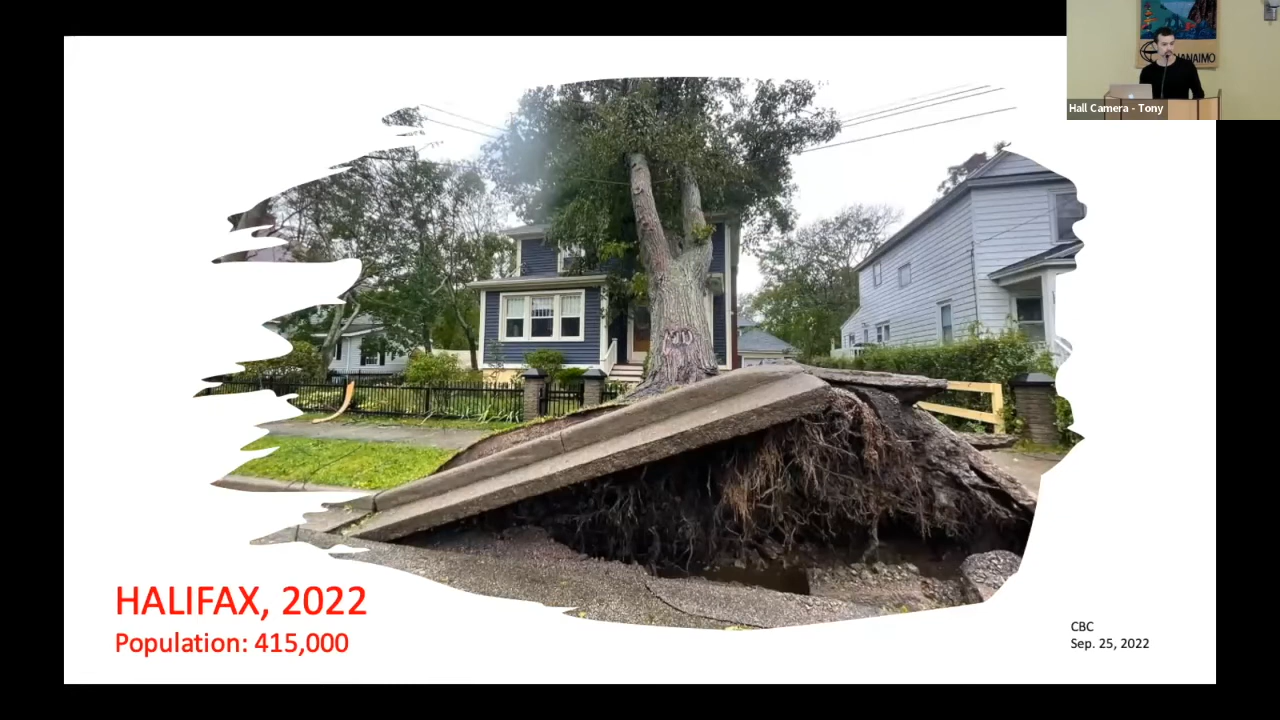 NANAIMO
Hall Camera - Tony
HALIFAX, 2022
Population: 415,000
CBC
Sep. 25, 2022